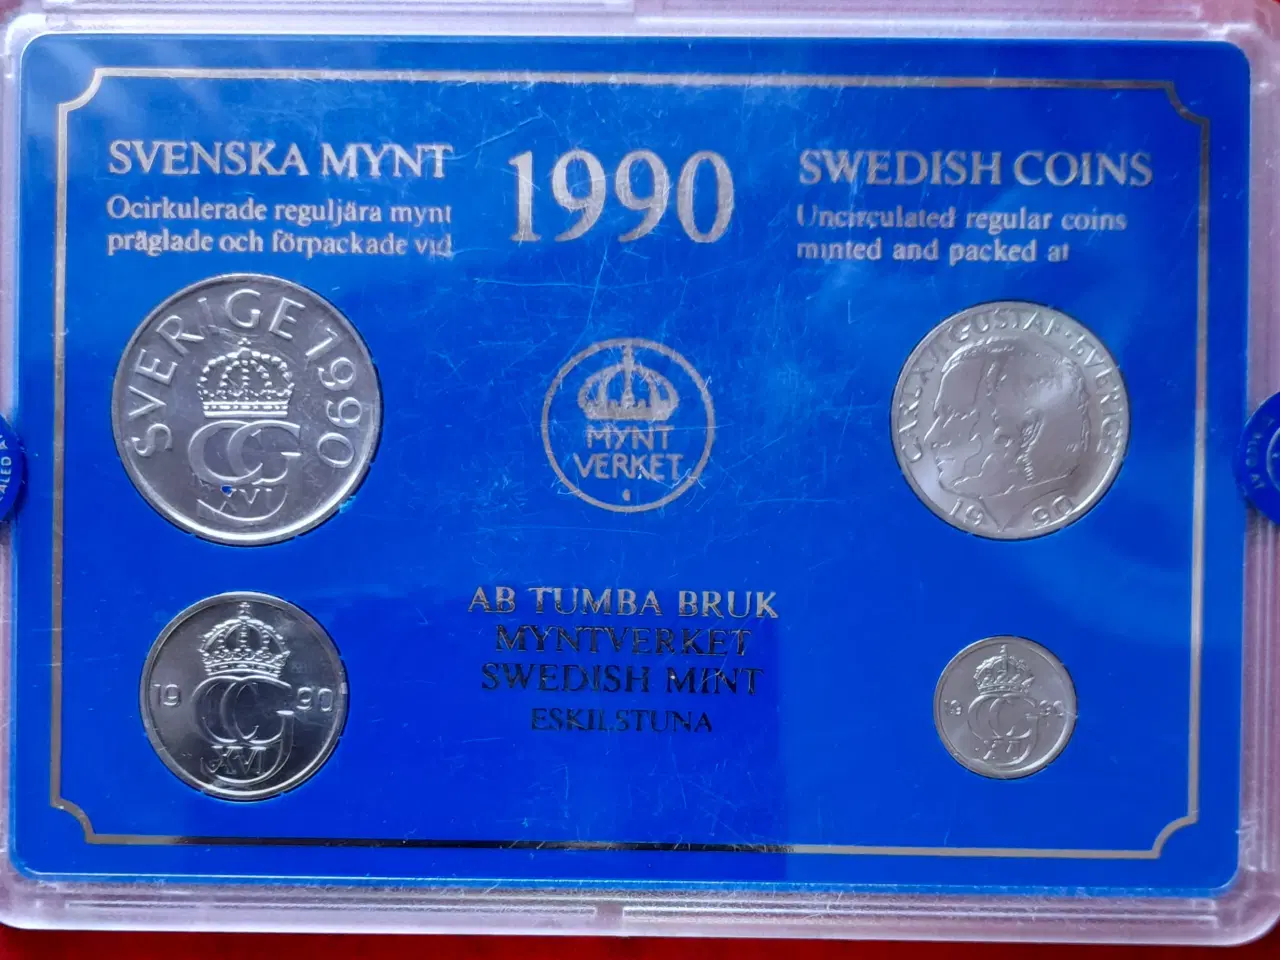 SVENSKA MYNT
Ocirkulerade reguljära mynt
präglade och förpackade vid
1990
SWEDISH COINS
Uncirculated regular coins
minted and packed at
SVERIGE 1990
XVI
MYNT
VERKET
CARL XVI GUSTAF · SVERIGE
1990
AB TUMBA BRUK
MYNTVERKET
SWEDISH MINT
ESKILSTUNA
19 90
XVI
19 90
XVI